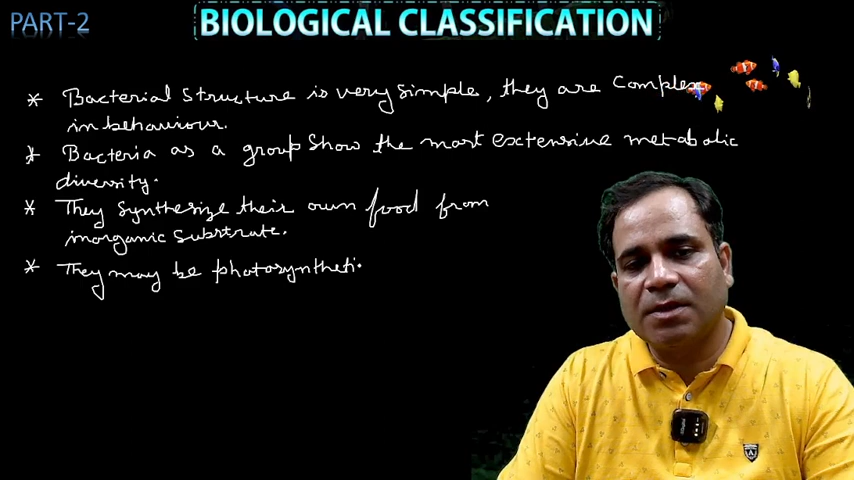 PART-2
BIOLOGICAL CLASSIFICATION
* Bacterial structure is very simple, they are complex
in behaviour.
* Bacteria as a group show the most extensive metabolic
diversity.
* They synthesize their own food from
inorganic substrate.
* They may be photosyntheti